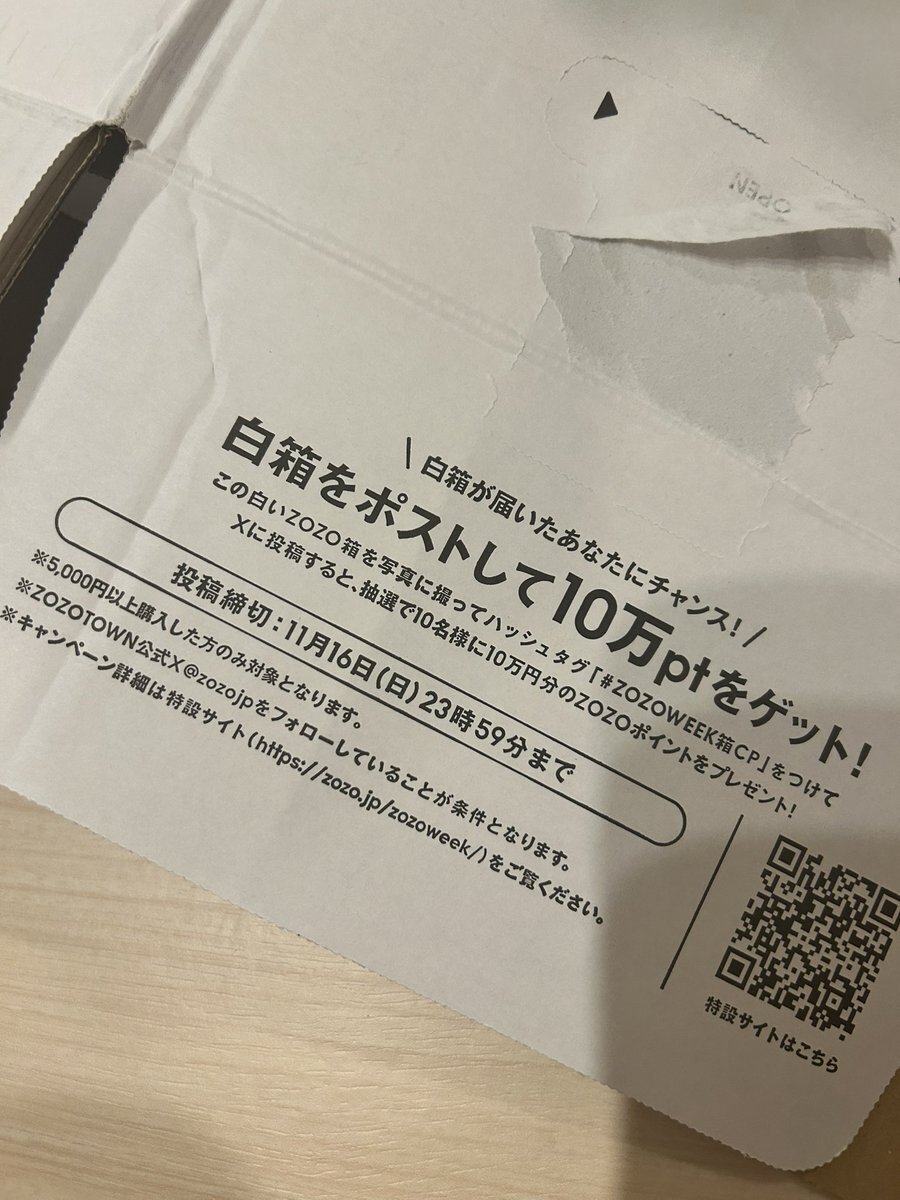 OPEN
白箱が届いたあなたにチャンス!
白箱をポストして10万ptをゲット!
この白いZOZO箱を写真に撮ってハッシュタグ「#ZOZOWEEK箱CP」をつけて
Xに投稿すると、抽選で10名様に10万円分のZOZOポイントをプレゼント!
投稿締切:11月16日(日)23時59分まで
※5,000円以上購入した方のみ対象となります。
※ZOZOTOWN公式X@zozojpをフォローしていることが条件となります。
※キャンペーン詳細は特設サイト(https://zozo.jp/zozoweek/)をご覧ください。
特設サイトはこちら